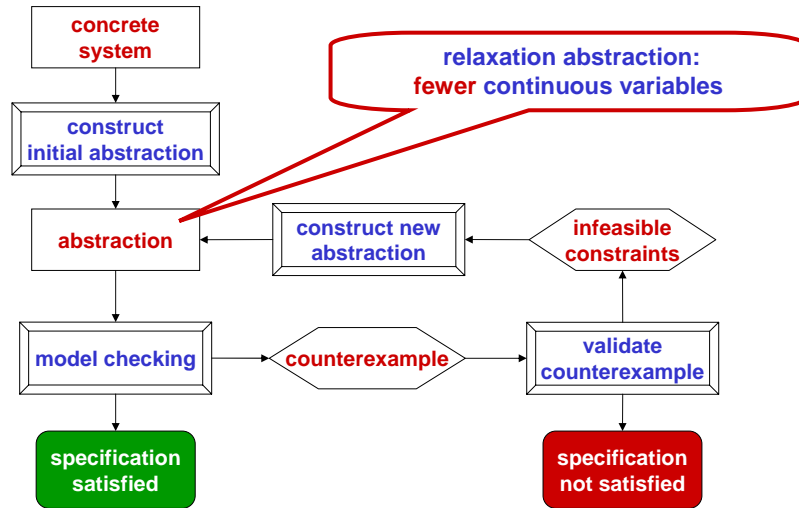 concrete
system
relaxation abstraction:
fewer continuous variables
construct
initial abstraction
abstraction
construct new
abstraction
infeasible
constraints
model checking
counterexample
validate
counterexample
specification
satisfied
specification
not satisfied